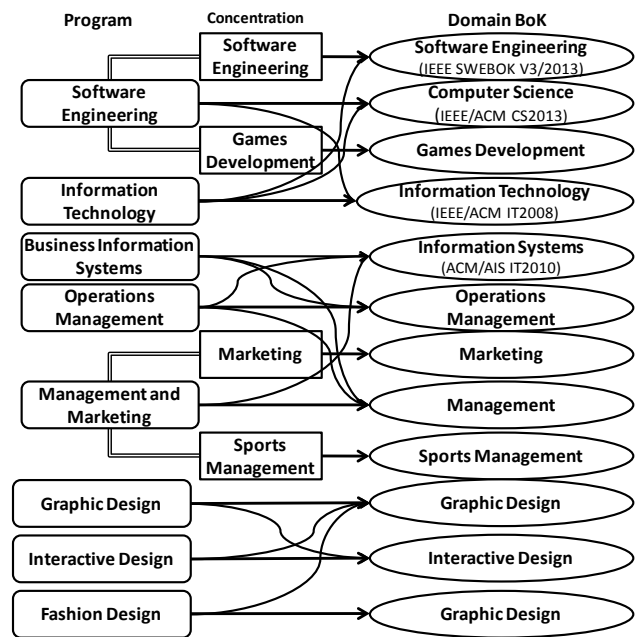 Program
Concentration
Domain BoK
Software
Engineering
Software Engineering
(IEEE SWEBOK V3/2013)
Software
Engineering
Computer Science
(IEEE/ACM CS2013)
Games
Development
Games Development
Information
Technology
Information Technology
(IEEE/ACM IT2008)
Business Information
Systems
Information Systems
(ACM/AIS IT2010)
Operations
Management
Operations
Management
Marketing
Marketing
Management and
Marketing
Management
Sports
Management
Sports Management
Graphic Design
Graphic Design
Interactive Design
Interactive Design
Fashion Design
Graphic Design